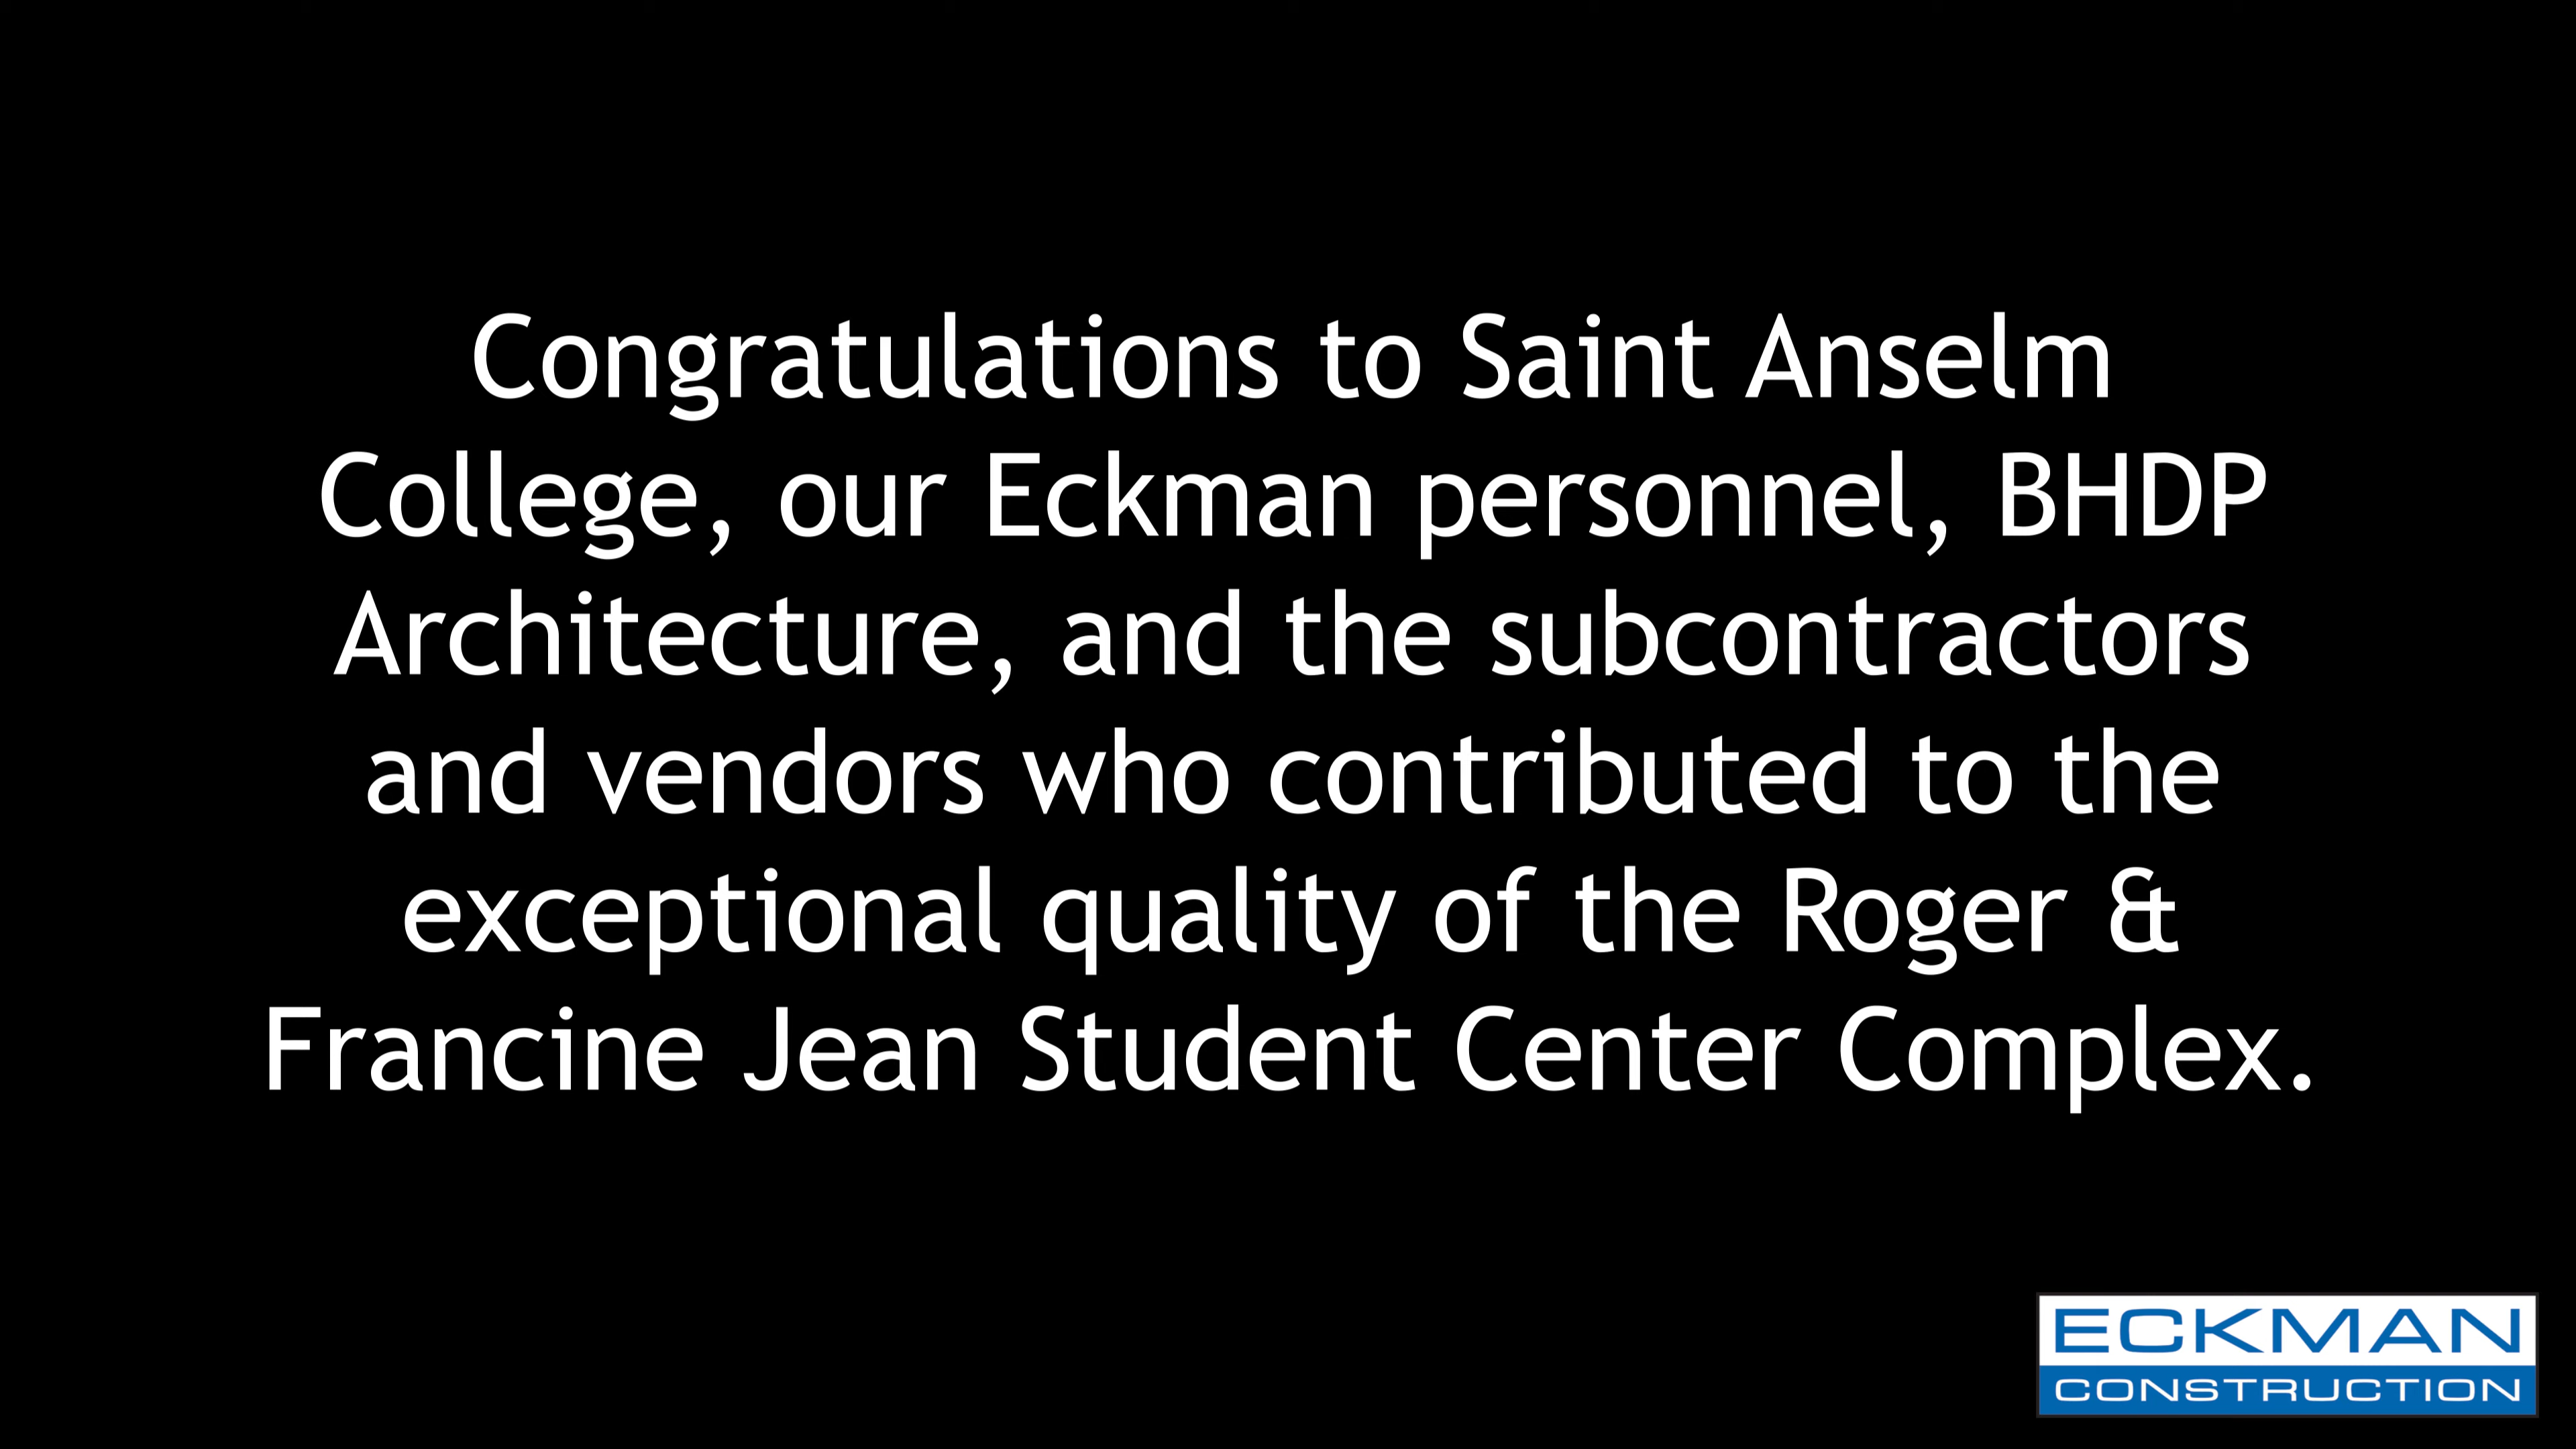 Congratulations to Saint Anselm
College, our Eckman personnel, BHDP
Architecture, and the subcontractors
and vendors who contributed to the
exceptional quality of the Roger &
Francine Jean Student Center Complex.
ECKMAN
CONSTRUCTION